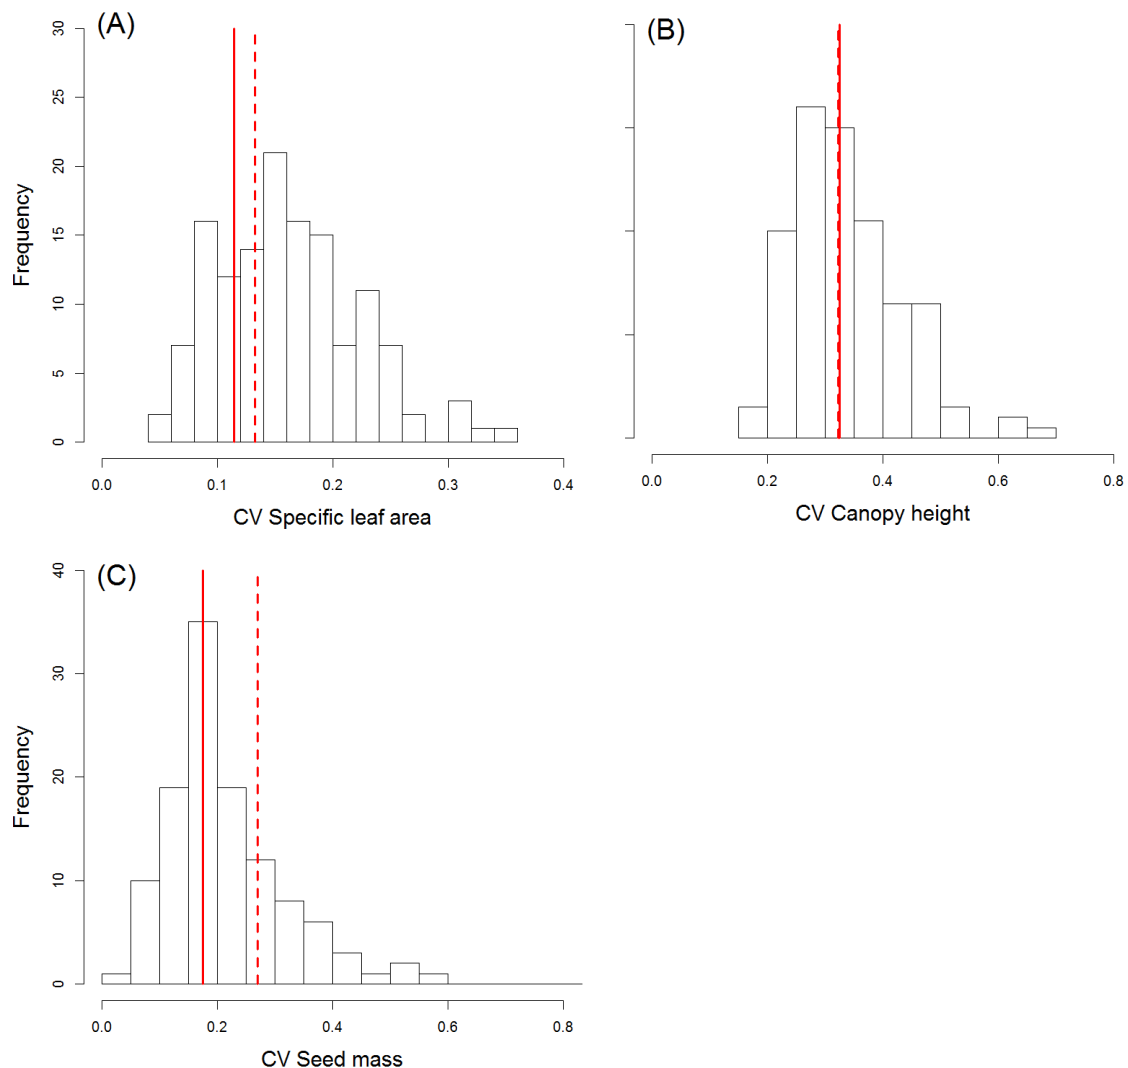 (A)
Frequency
30
25
20
15
10
5
0
0.0 0.1 0.2 0.3 0.4
CV Specific leaf area
(B)
0.0 0.2 0.4 0.6 0.8
CV Canopy height
(C)
Frequency
40
30
20
10
0
0.0 0.2 0.4 0.6 0.8
CV Seed mass